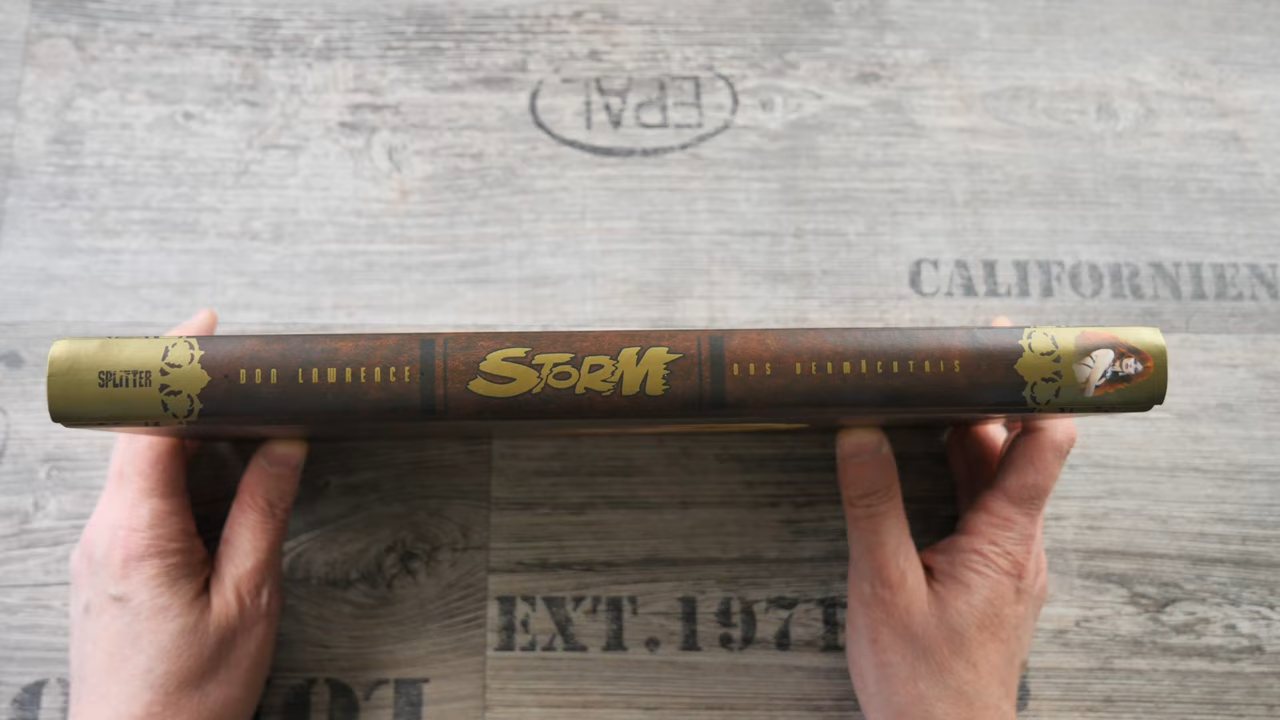 EPAL
CALIFORNIEN
SPLITTER
DON LAWRENCE
STORM
DAS VERMÄCHTNIS
EXT.197